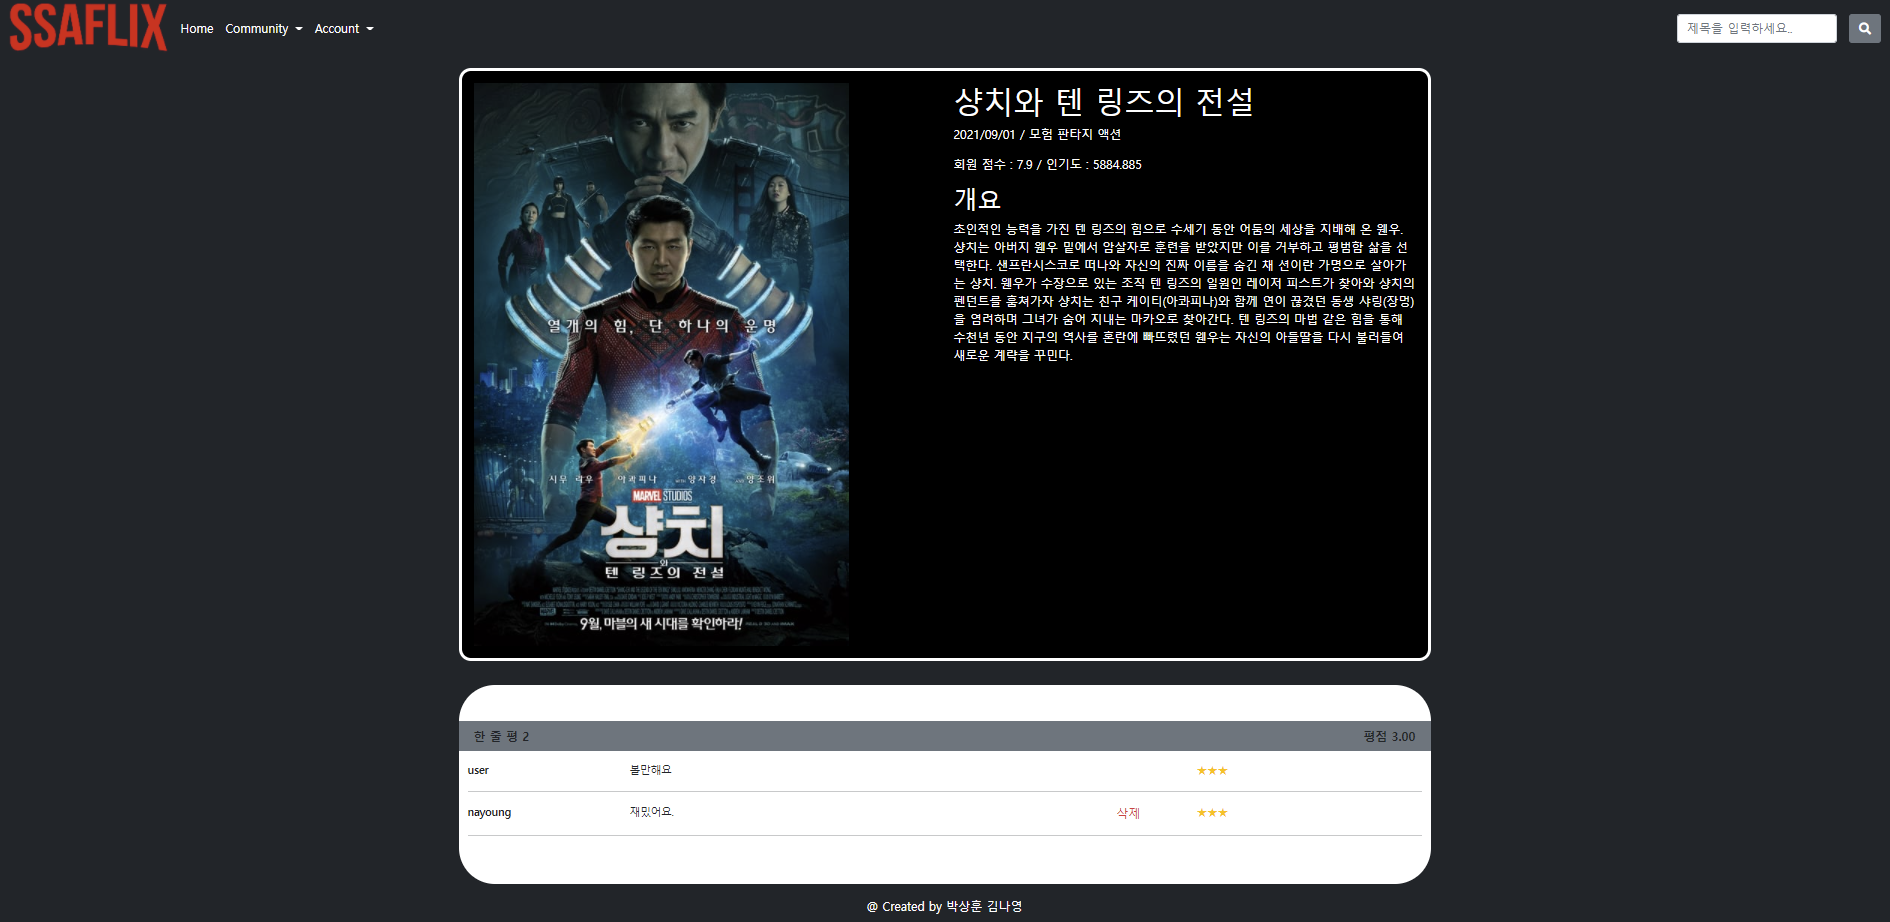 SSAFLIX Home Community Account 제목을 입력하세요..
샹치와 텐 링즈의 전설
2021/09/01 / 모험 판타지 액션
회원 점수 : 7.9 / 인기도 : 5884.885
개요
초인적인 능력을 가진 텐 링즈의 힘으로 수세기 동안 어둠의 세상을 지배해 온 웬우.
샹치는 아버지 웬우 밑에서 암살자로 훈련을 받았지만 이를 거부하고 평범함 삶을 선
택한다. 샌프란시스코로 떠나와 자신의 진짜 이름을 숨긴 채 션이란 가명으로 살아가
는 샹치. 웬우가 수장으로 있는 조직 텐 링즈의 일원인 레이저 피스트가 찾아와 샹치의
펜던트를 훔쳐가자 샹치는 친구 케이티(아콰피나)와 함께 연이 끊겼던 동생 샤링(장멍)
을 염려하며 그녀가 숨어 지내는 마카오로 찾아간다. 텐 링즈의 마법 같은 힘을 통해
수천년 동안 지구의 역사를 혼란에 빠뜨렸던 웬우는 자신의 아들딸을 다시 불러들여
새로운 계략을 꾸민다.
열 개의 힘, 단 하나의 운명
시무 리우 아콰피나 양자경 양조위
MARVEL STUDIOS
샹치
와
텐 링즈의 전설
9월, 마블의 새 시대를 확인하라!
한 줄 평 2 평점 3.00
user 볼만해요 ★★★
nayoung 재밌어요. 삭제 ★★★
@ Created by 박상훈 김나영